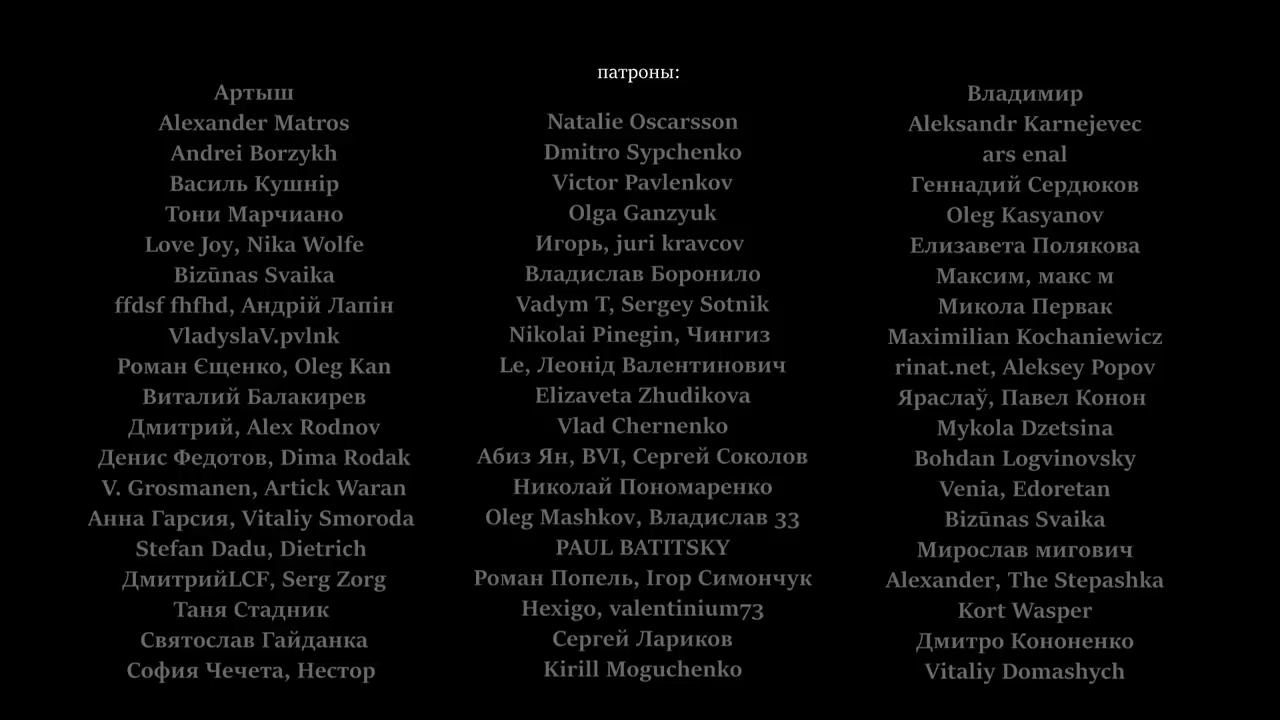 патроны:
Артыш
Alexander Matros
Andrei Borzykh
Василь Кушнір
Тони Марчиано
Love Joy, Nika Wolfe
Bizūnas Svaika
ffdsf fhfhd, Андрій Лапін
VladyslaV.pvlnk
Роман Єщенко, Oleg Kan
Виталий Балакирев
Дмитрий, Alex Rodnov
Денис Федотов, Dima Rodak
V. Grosmanen, Artick Waran
Анна Гарсия, Vitaliy Smoroda
Stefan Dadu, Dietrich
ДмитрийLCF, Serg Zorg
Таня Стадник
Святослав Гайданка
София Чечета, Нестор
Natalie Oscarsson
Dmitro Sypchenko
Victor Pavlenkov
Olga Ganzyuk
Игорь, juri kravcov
Владислав Боронило
Vadym T, Sergey Sotnik
Nikolai Pinegin, Чингиз
Le, Леонід Валентинович
Elizaveta Zhudikova
Vlad Chernenko
Абиз Ян, BVI, Сергей Соколов
Николай Пономаренко
Oleg Mashkov, Владислав 33
PAUL BATITSKY
Роман Попель, Ігор Симончук
Hexigo, valentinium73
Сергей Лариков
Kirill Moguchenko
Владимир
Aleksandr Karnejevec
ars enal
Геннадий Сердюков
Oleg Kasyanov
Елизавета Полякова
Максим, макс м
Микола Первак
Maximilian Kochaniewicz
rinat.net, Aleksey Popov
Яраслаў, Павел Конон
Mykola Dzetsina
Bohdan Logvinovsky
Venia, Edoretan
Bizūnas Svaika
Мирослав мигович
Alexander, The Stepashka
Kort Wasper
Дмитро Кононенко
Vitaliy Domashych